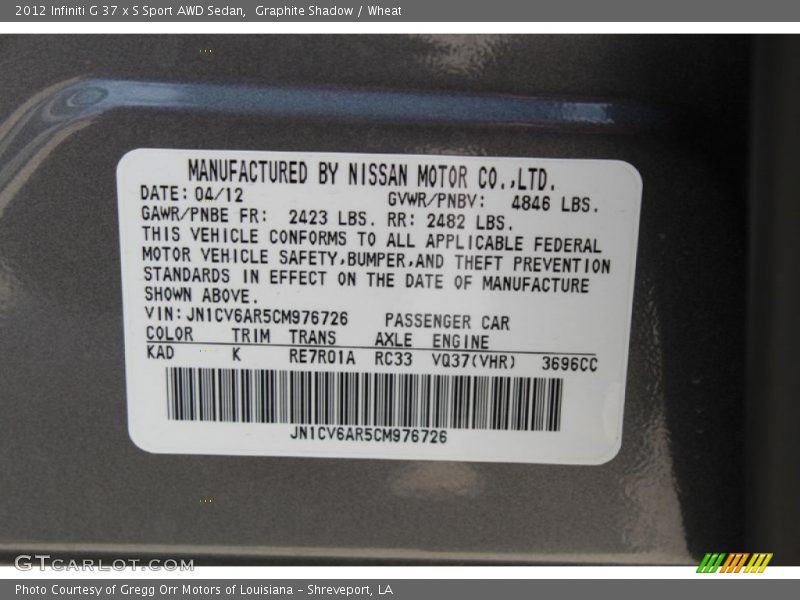 2012 Infiniti G 37 x S Sport AWD Sedan,  Graphite Shadow / Wheat
MANUFACTURED BY NISSAN MOTOR CO.,LTD.
DATE: 04/12 GVWR/PNBV: 4846 LBS.
GAWR/PNBE FR: 2423 LBS. RR: 2482 LBS.
THIS VEHICLE CONFORMS TO ALL APPLICABLE FEDERAL
MOTOR VEHICLE SAFETY,BUMPER,AND THEFT PREVENTION
STANDARDS IN EFFECT ON THE DATE OF MANUFACTURE
SHOWN ABOVE.
VIN: JN1CV6AR5CM976726 PASSENGER CAR
COLOR TRIM TRANS AXLE ENGINE
KAD K RE7R01A RC33 VQ37(VHR) 3696CC
JN1CV6AR5CM976726
GTCARLOT.COM
Photo Courtesy of Gregg Orr Motors of Louisiana - Shreveport, LA